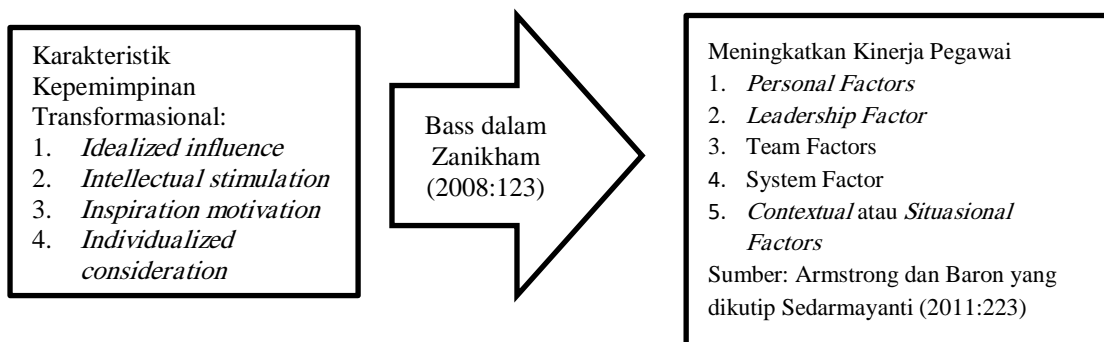 Karakteristik
Kepemimpinan
Transformasional:
1. Idealized influence
2. Intellectual stimulation
3. Inspiration motivation
4. Individualized
consideration
Bass dalam
Zanikham
(2008:123)
Meningkatkan Kinerja Pegawai
1. Personal Factors
2. Leadership Factor
3. Team Factors
4. System Factor
5. Contextual atau Situasional
Factors
Sumber: Armstrong dan Baron yang
dikutip Sedarmayanti (2011:223)